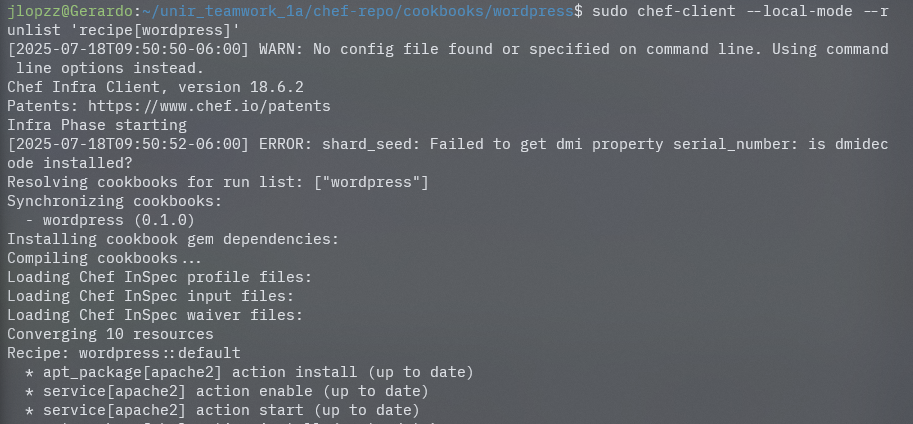 jlopzz@Gerardo:~/unir_teamwork_1a/chef-repo/cookbooks/wordpress$ sudo chef-client --local-mode --r
unlist 'recipe[wordpress]'
[2025-07-18T09:50:50-06:00] WARN: No config file found or specified on command line. Using command
 line options instead.
Chef Infra Client, version 18.6.2
Patents: https://www.chef.io/patents
Infra Phase starting
[2025-07-18T09:50:52-06:00] ERROR: shard_seed: Failed to get dmi property serial_number: is dmidec
ode installed?
Resolving cookbooks for run list: ["wordpress"]
Synchronizing cookbooks:
  - wordpress (0.1.0)
Installing cookbook gem dependencies:
Compiling cookbooks...
Loading Chef InSpec profile files:
Loading Chef InSpec input files:
Loading Chef InSpec waiver files:
Converging 10 resources
Recipe: wordpress::default
  * apt_package[apache2] action install (up to date)
  * service[apache2] action enable (up to date)
  * service[apache2] action start (up to date)